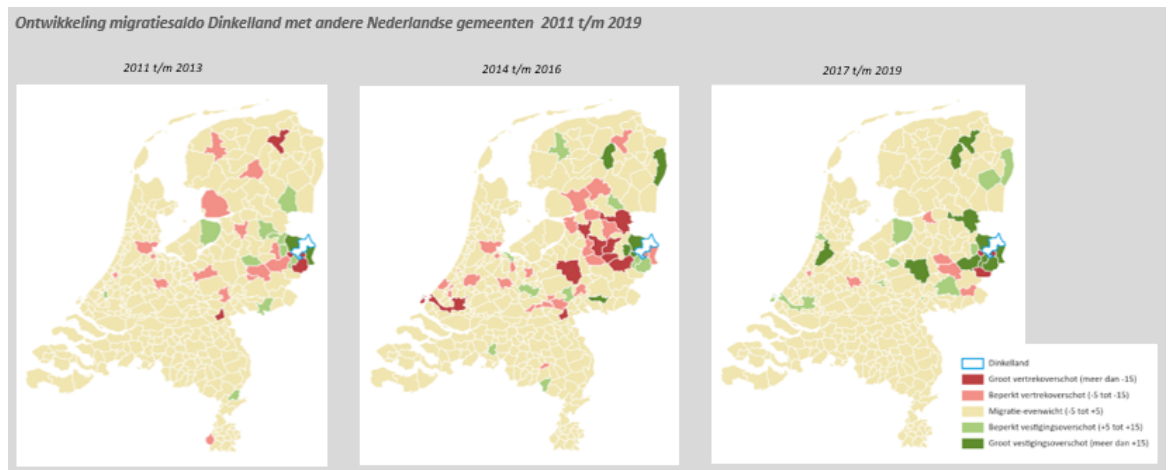 Ontwikkeling migratiesaldo Dinkelland met andere Nederlandse gemeenten 2011 t/m 2019
2011 t/m 2013
2014 t/m 2016
2017 t/m 2019
Dinkelland
Groot vertrekoverschot (meer dan -15)
Beperkt vertrekoverschot (-5 tot -15)
Migratie-evenwicht (-5 tot +5)
Beperkt vestigingsoverschot (+5 tot +15)
Groot vestigingsoverschot (meer dan +15)